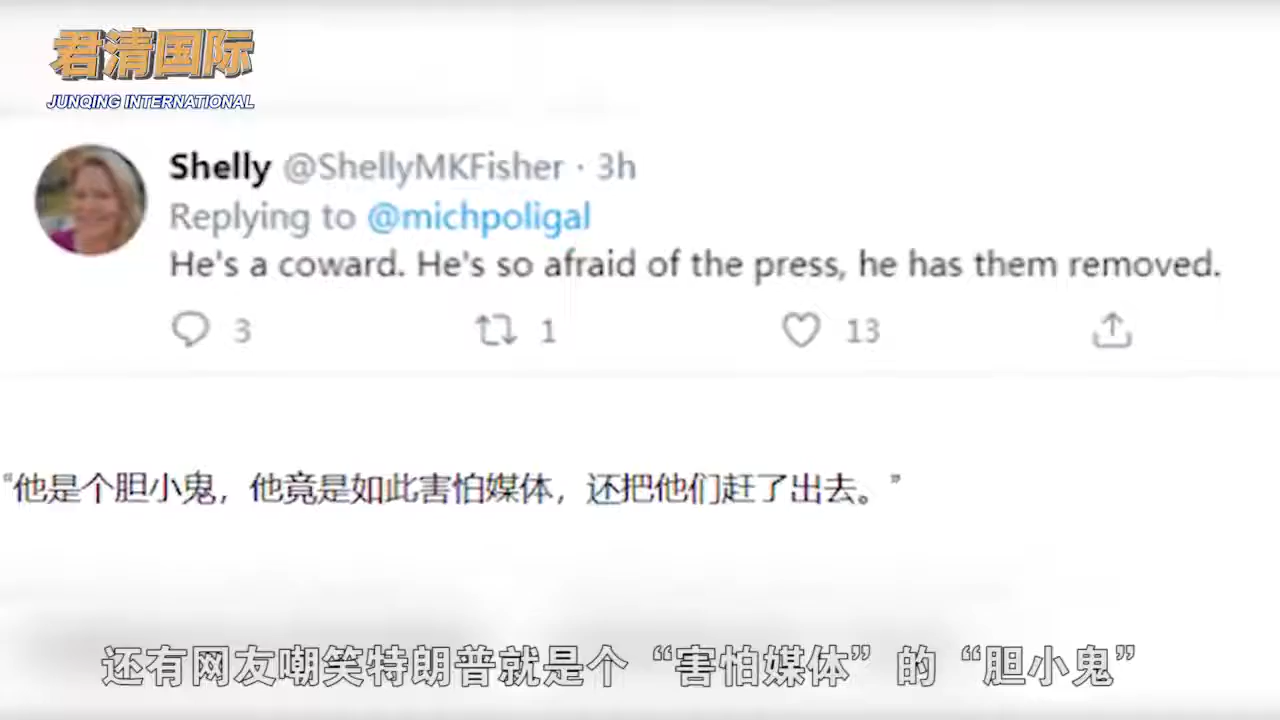 君清国际
JUNQING INTERNATIONAL
Shelly @ShellyMKFisher · 3h
Replying to @michpoligal
He's a coward. He's so afraid of the press, he has them removed.
3 1 13
“他是个胆小鬼，他竟是如此害怕媒体，还把他们赶了出去。”
还有网友嘲笑特朗普就是个“害怕媒体”的“胆小鬼”